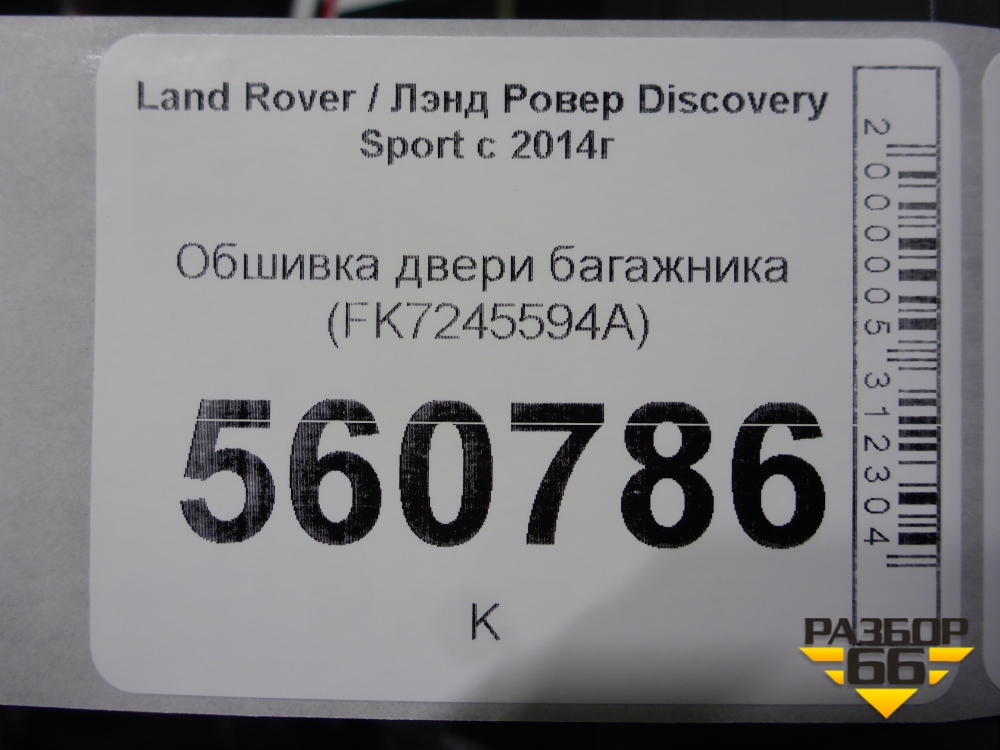 Land Rover / Лэнд Ровер Discovery
Sport с 2014г
Обшивка двери багажника
(FK7245594A)
560786
К
2000005312304
РАЗБОР
66